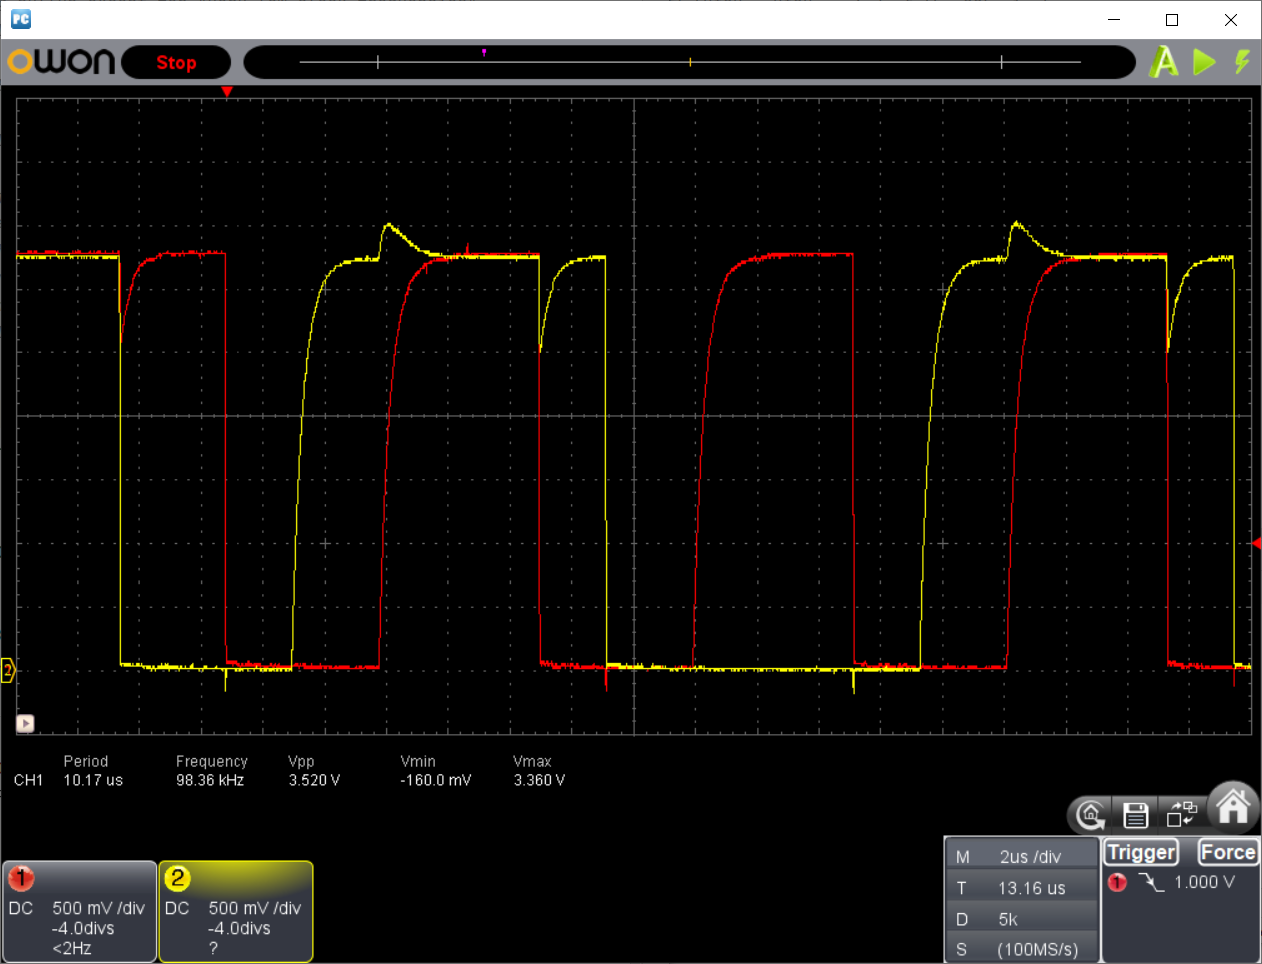 PC
OWON Stop A
2
Period Frequency Vpp Vmin Vmax
CH1 10.17 us 98.36 kHz 3.520 V -160.0 mV 3.360 V
1
DC 500 mV /div
-4.0divs
<2Hz
2
DC 500 mV /div
-4.0divs
?
M 2us /div
T 13.16 us
D 5k
S (100MS/s)
Trigger Force
1 1.000 V